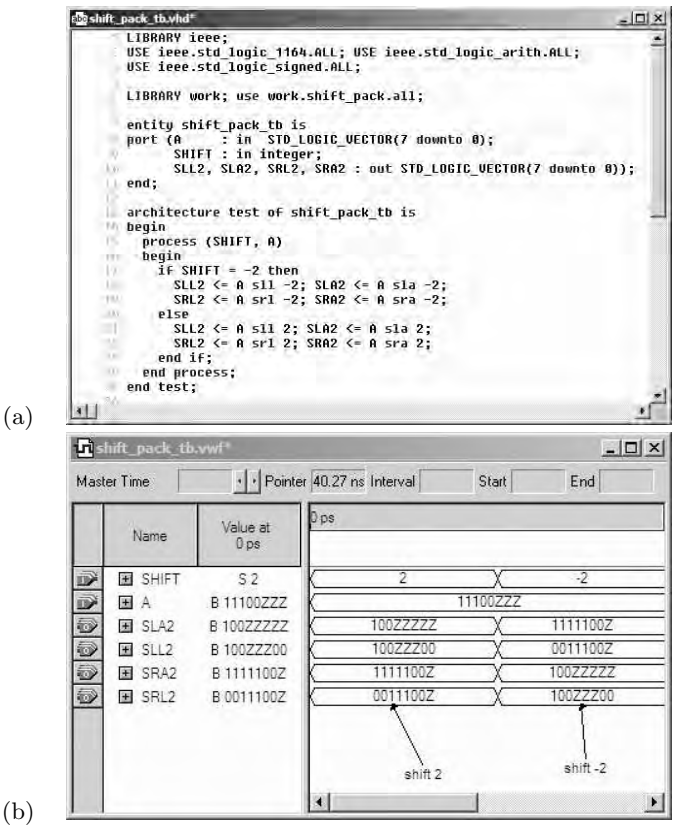 shift_pack_tb.vhd*
LIBRARY ieee;
USE ieee.std_logic_1164.ALL; USE ieee.std_logic_arith.ALL;
USE ieee.std_logic_signed.ALL;
LIBRARY work; use work.shift_pack.all;
entity shift_pack_tb is
port (A : in STD_LOGIC_VECTOR(7 downto 0);
SHIFT : in integer;
SLL2, SLA2, SRL2, SRA2 : out STD_LOGIC_VECTOR(7 downto 0));
end;
architecture test of shift_pack_tb is
begin
process (SHIFT, A)
begin
if SHIFT = -2 then
SLL2 <= A sll -2; SLA2 <= A sla -2;
SRL2 <= A srl -2; SRA2 <= A sra -2;
else
SLL2 <= A sll 2; SLA2 <= A sla 2;
SRL2 <= A srl 2; SRA2 <= A sra 2;
end if;
end process;
end test;
(a)
shift_pack_tb.vwf*
Master Time Pointer 40.27 ns Interval Start End
Name Value at 0 ps 0 ps
SHIFT S 2 2 -2
A B 11100ZZZ 11100ZZZ
SLA2 B 100ZZZZZ 100ZZZZZ 1111100Z
SLL2 B 100ZZZ00 100ZZZ00 0011100Z
SRA2 B 1111100Z 1111100Z 100ZZZZZ
SRL2 B 0011100Z 0011100Z 100ZZZ00
shift 2 shift -2
(b)